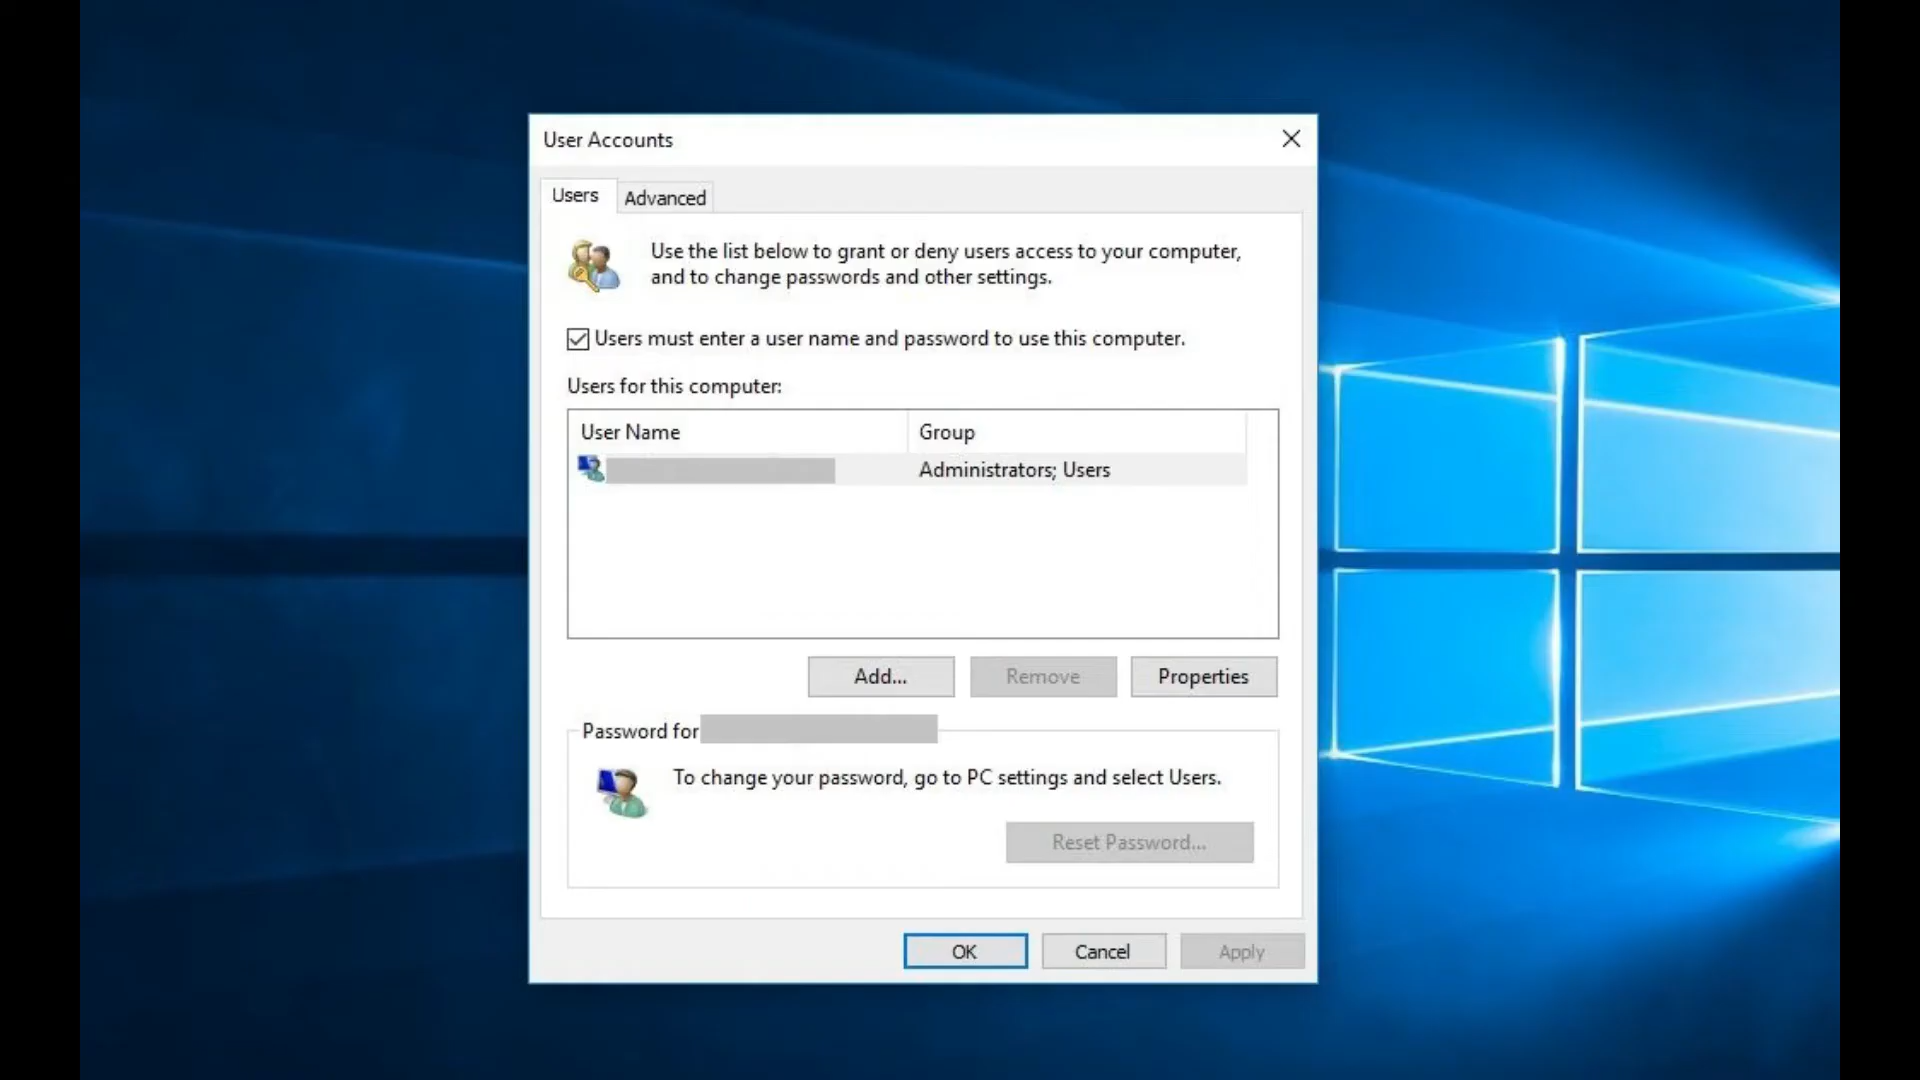 User Accounts
Users
Advanced
Use the list below to grant or deny users access to your computer,
and to change passwords and other settings.
Users must enter a user name and password to use this computer.
Users for this computer:
User Name
Group
Administrators; Users
Add...
Remove
Properties
Password for
To change your password, go to PC settings and select Users.
Reset Password...
OK
Cancel
Apply